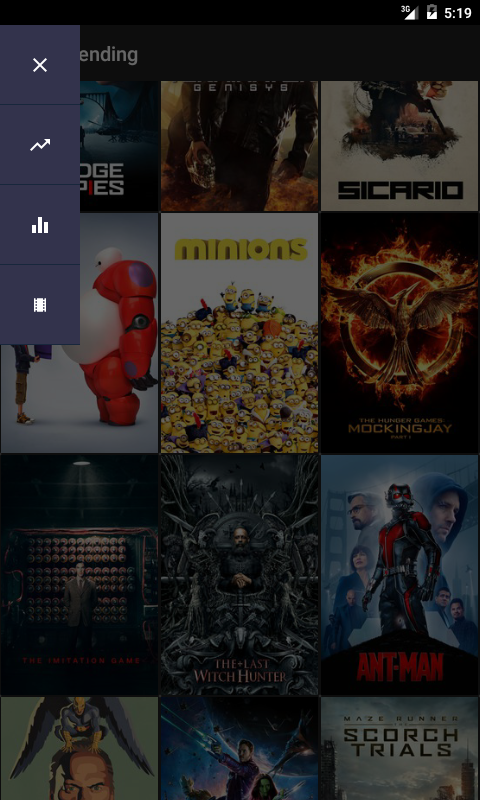 3G 5:19
ending
DGE
PIES
GENISYS
SICARIO
MINIONS
THE HUNGER GAMES
MOCKINGJAY
PART 1
THE IMITATION GAME
THE LAST
WITCH HUNTER
ANT-MAN
MAZE RUNNER
SCORCH
TRIALS